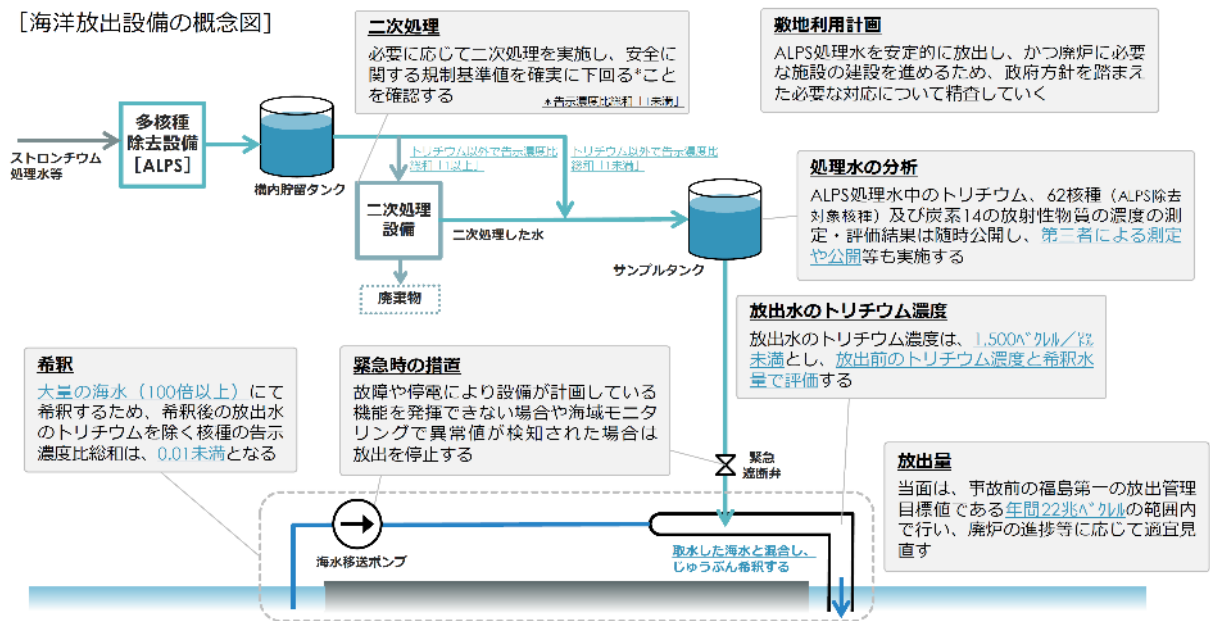 ［海洋放出設備の概念図］
二次処理
必要に応じて二次処理を実施し、安全に
関する規制基準値を確実に下回る*こと
を確認する
＊告示濃度比総和「1未満」
敷地利用計画
ALPS処理水を安定的に放出し、かつ廃炉に必要
な施設の建設を進めるため、政府方針を踏まえ
た必要な対応について精査していく
ストロンチウム
処理水等
多核種
除去設備
［ALPS］
構内貯留タンク
トリチウム以外で告示濃度比
総和「1以上」
トリチウム以外で告示濃度比
総和「1未満」
二次処理
設備
二次処理した水
廃棄物
サンプルタンク
処理水の分析
ALPS処理水中のトリチウム、62核種（ALPS除去
対象核種）及び炭素14の放射性物質の濃度の測
定・評価結果は随時公開し、第三者による測定
や公開等も実施する
放出水のトリチウム濃度
放出水のトリチウム濃度は、1,500ﾍﾞｸﾚﾙ／ﾘｯﾄﾙ
未満とし、放出前のトリチウム濃度と希釈水
量で評価する
希釈
大量の海水（100倍以上）にて
希釈するため、希釈後の放出水
のトリチウムを除く核種の告示
濃度比総和は、0.01未満となる
緊急時の措置
故障や停電により設備が計画している
機能を発揮できない場合や海域モニタ
リングで異常値が検知された場合は
放出を停止する
緊急
遮断弁
放出量
当面は、事故前の福島第一の放出管理
目標値である年間22兆ﾍﾞｸﾚﾙの範囲内
で行い、廃炉の進捗等に応じて適宜見
直す
海水移送ポンプ
取水した海水と混合し、
じゅうぶん希釈する